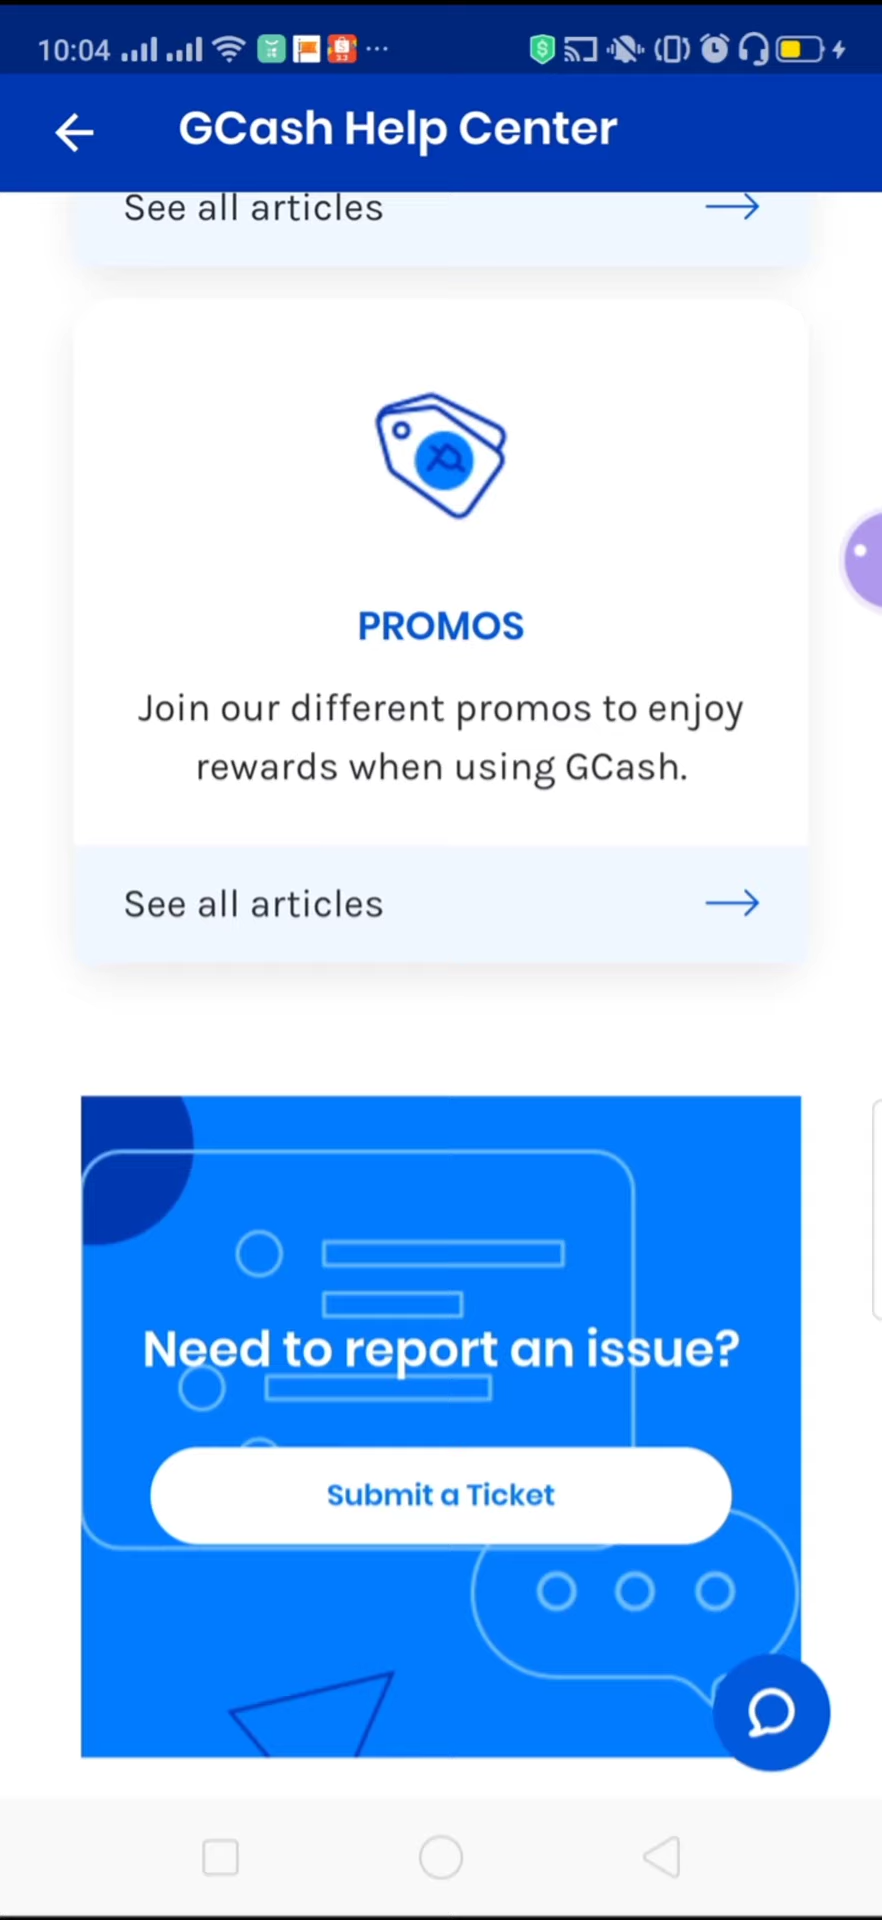 10:04
GCash Help Center
See all articles
PROMOS
Join our different promos to enjoy
rewards when using GCash.
See all articles
Need to report an issue?
Submit a Ticket